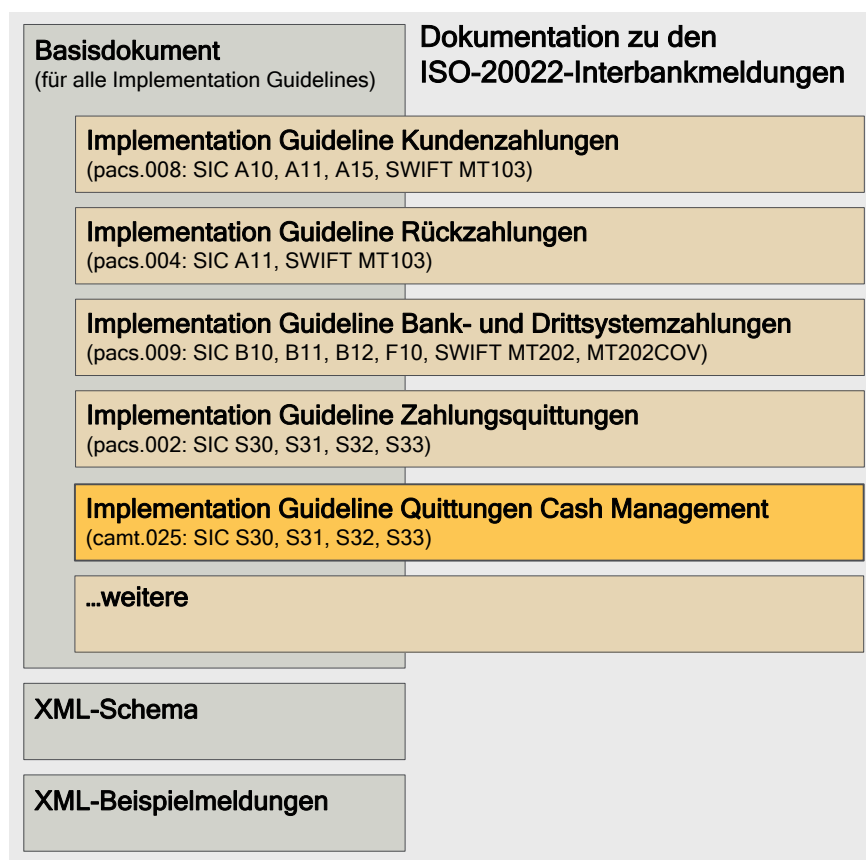 Basisdokument
(für alle Implementation Guidelines)
Dokumentation zu den
ISO-20022-Interbankmeldungen
Implementation Guideline Kundenzahlungen
(pacs.008: SIC A10, A11, A15, SWIFT MT103)
Implementation Guideline Rückzahlungen
(pacs.004: SIC A11, SWIFT MT103)
Implementation Guideline Bank- und Drittsystemzahlungen
(pacs.009: SIC B10, B11, B12, F10, SWIFT MT202, MT202COV)
Implementation Guideline Zahlungsquittungen
(pacs.002: SIC S30, S31, S32, S33)
Implementation Guideline Quittungen Cash Management
(camt.025: SIC S30, S31, S32, S33)
...weitere
XML-Schema
XML-Beispielmeldungen